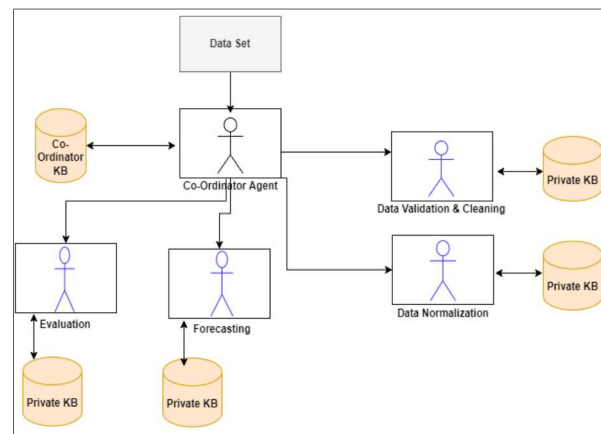 Data Set
Co-
Ordinator
KB
Co-Ordinator Agent
Data Validation & Cleaning
Private KB
Data Normalization
Private KB
Evaluation
Forecasting
Private KB
Private KB